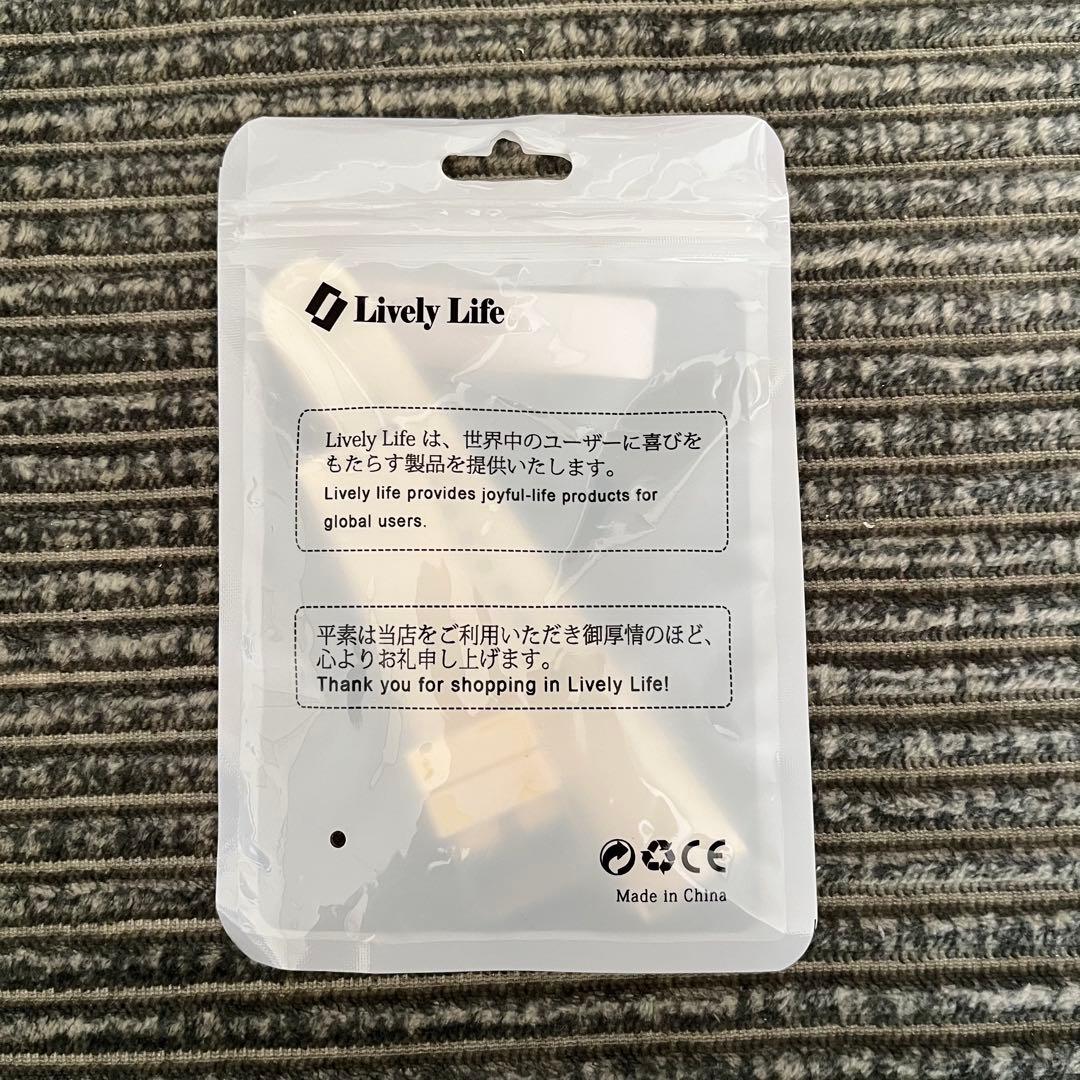 Lively Life
Lively Life は、世界中のユーザーに喜びを
もたらす製品を提供いたします。
Lively life provides joyful-life products for
global users.
平素は当店をご利用いただき御厚情のほど、
心よりお礼申し上げます。
Thank you for shopping in Lively Life!
CE
Made in China